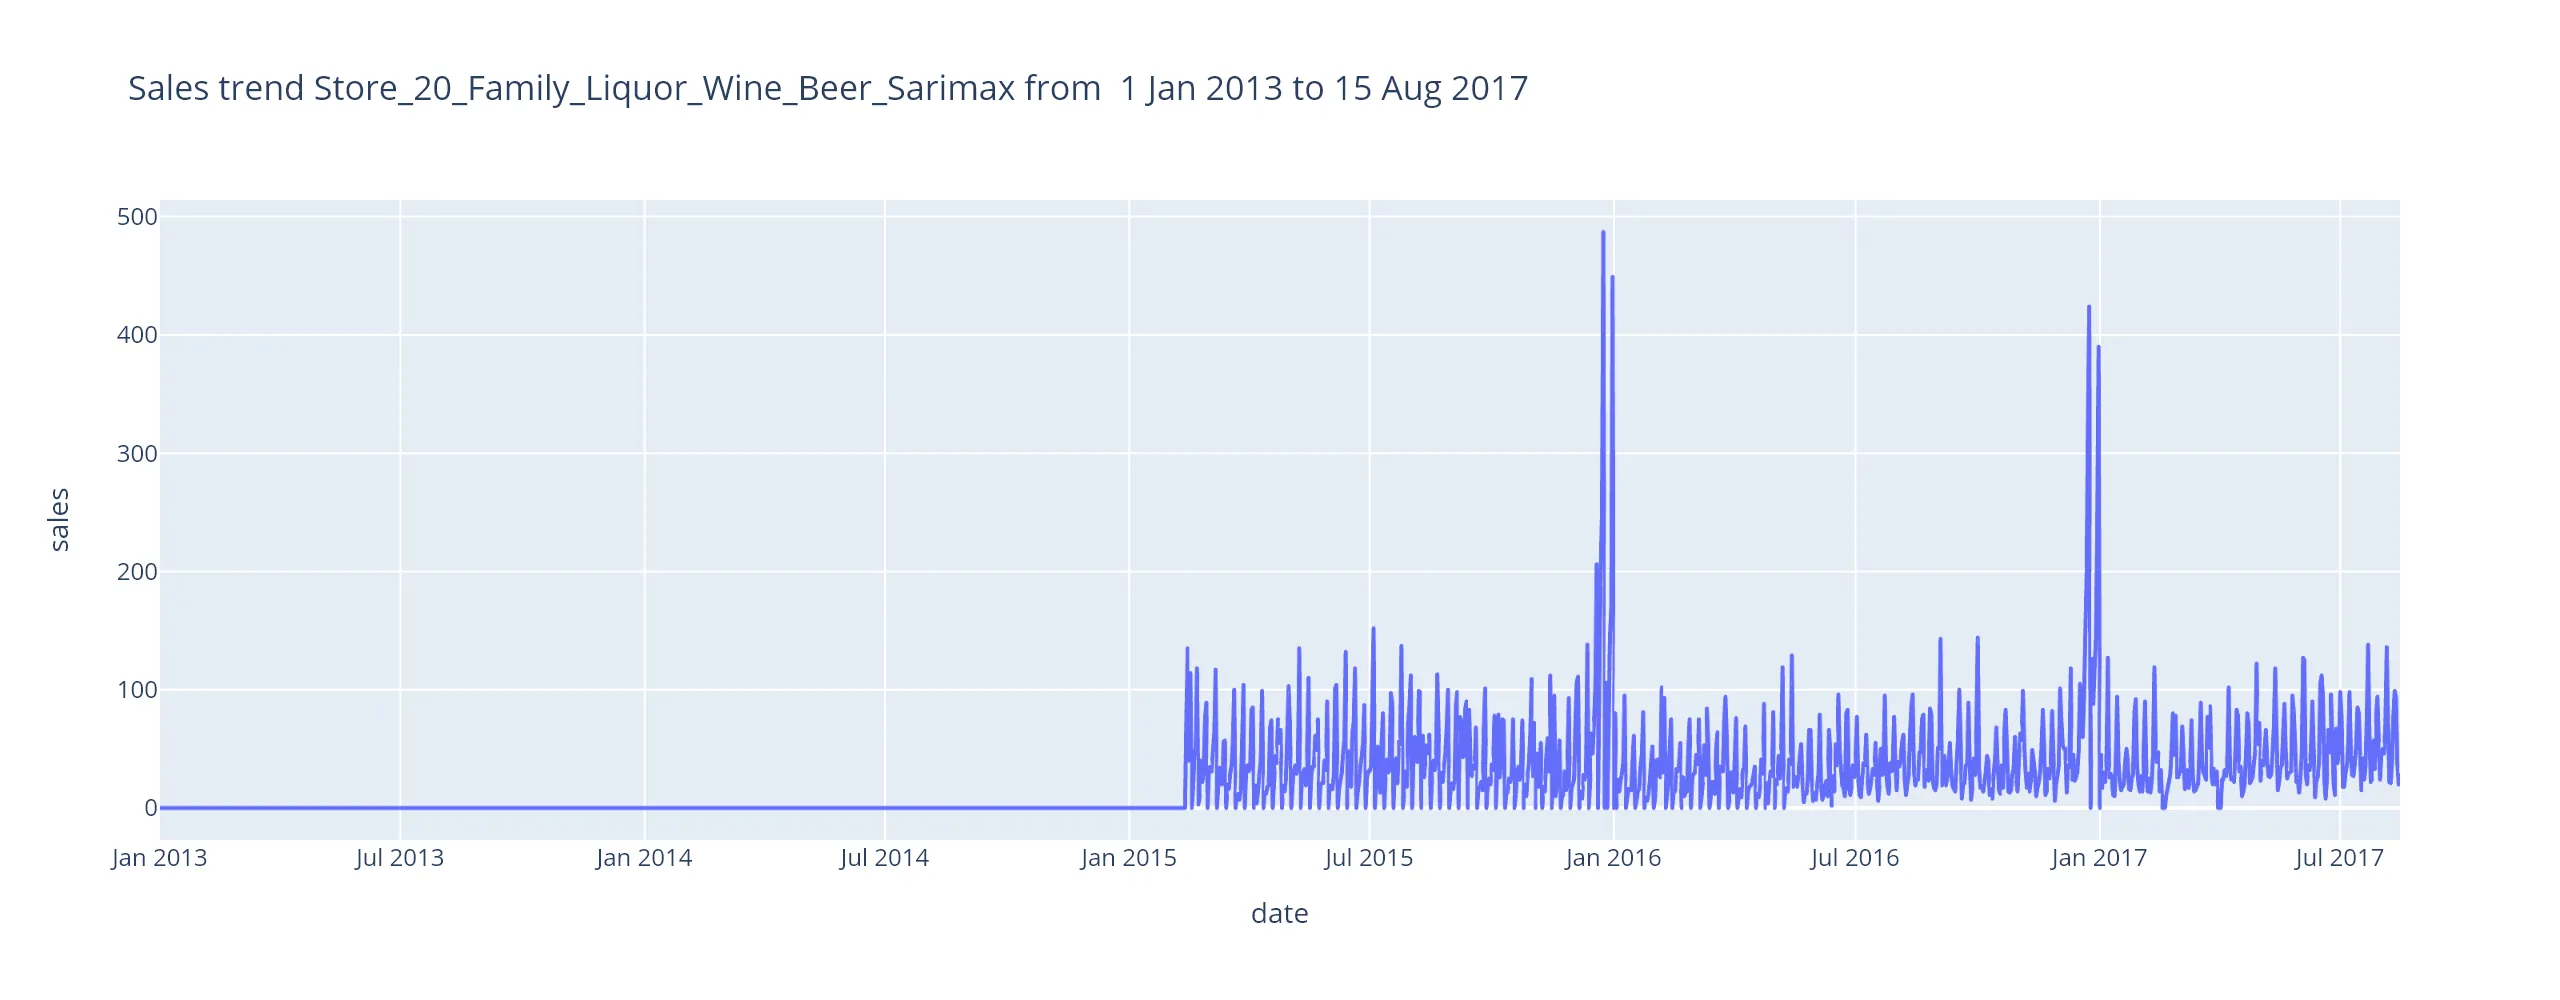 Sales trend Store_20_Family_Liquor_Wine_Beer_Sarimax from  1 Jan 2013 to 15 Aug 2017
500
400
300
200
100
0
sales
Jan 2013 Jul 2013 Jan 2014 Jul 2014 Jan 2015 Jul 2015 Jan 2016 Jul 2016 Jan 2017 Jul 2017
date